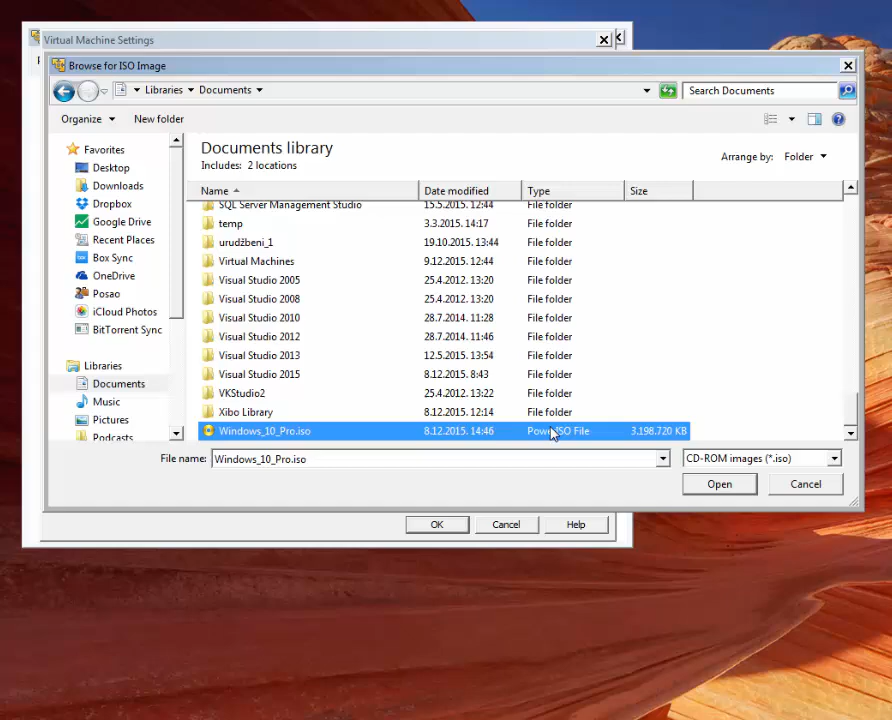 Virtual Machine Settings
Browse for ISO Image
Libraries Documents
Search Documents
Organize New folder
Favorites
Desktop
Downloads
Dropbox
Google Drive
Recent Places
Box Sync
OneDrive
Posao
iCloud Photos
BitTorrent Sync
Libraries
Documents
Music
Pictures
Podcasts
Documents library
Includes: 2 locations
Arrange by: Folder
Name Date modified Type Size
SQL Server Management Studio 15.5.2015. 12:44 File folder
temp 3.3.2015. 14:17 File folder
urudžbeni_1 19.10.2015. 13:44 File folder
Virtual Machines 9.12.2015. 12:44 File folder
Visual Studio 2005 25.4.2012. 13:20 File folder
Visual Studio 2008 25.4.2012. 13:20 File folder
Visual Studio 2010 28.7.2014. 11:28 File folder
Visual Studio 2012 28.7.2014. 11:46 File folder
Visual Studio 2013 12.5.2015. 13:54 File folder
Visual Studio 2015 8.12.2015. 8:43 File folder
VKStudio2 25.4.2012. 13:22 File folder
Xibo Library 8.12.2015. 12:14 File folder
Windows_10_Pro.iso 8.12.2015. 14:46 PowerISO File 3.198.720 KB
File name: Windows_10_Pro.iso CD-ROM images (*.iso)
Open Cancel
OK Cancel Help